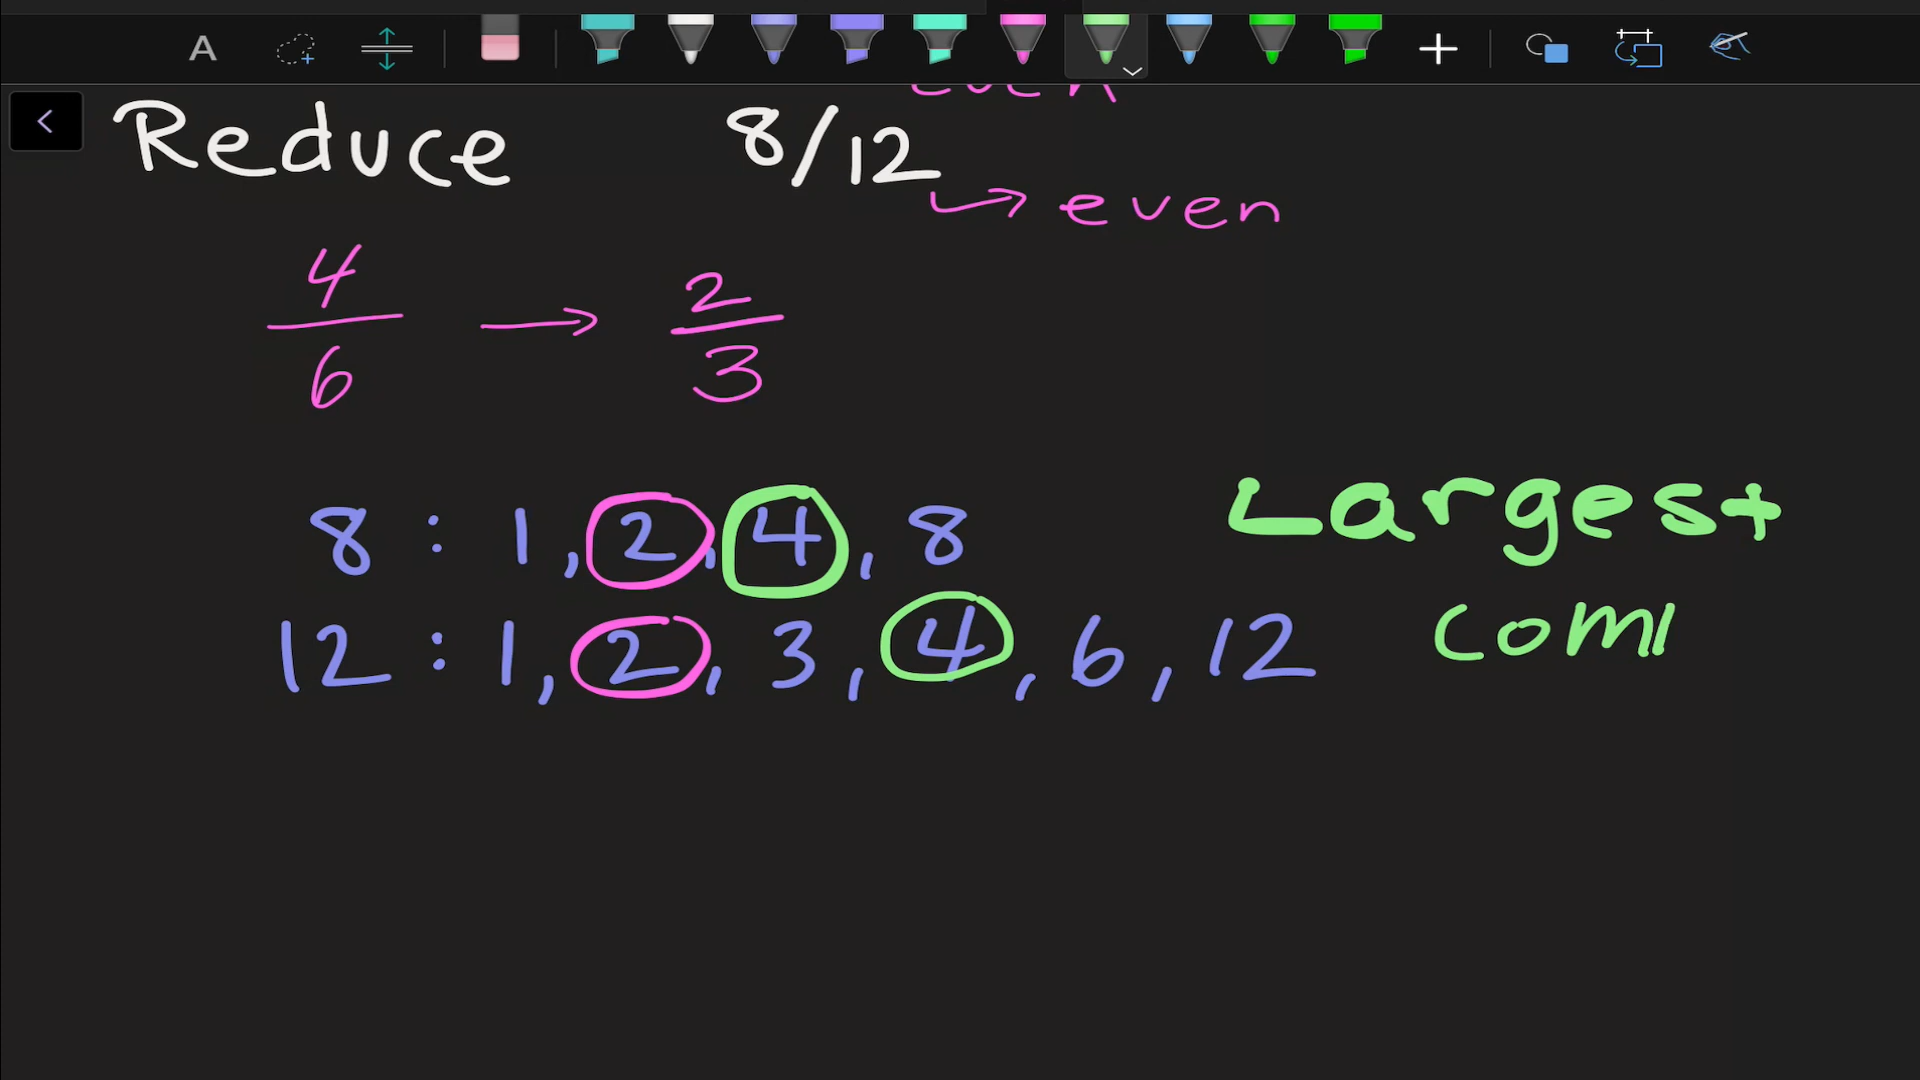 A
even
Reduce 8/12
even
4/6 → 2/3
8 : 1, 2, 4, 8
12 : 1, 2, 3, 4, 6, 12
Largest
com